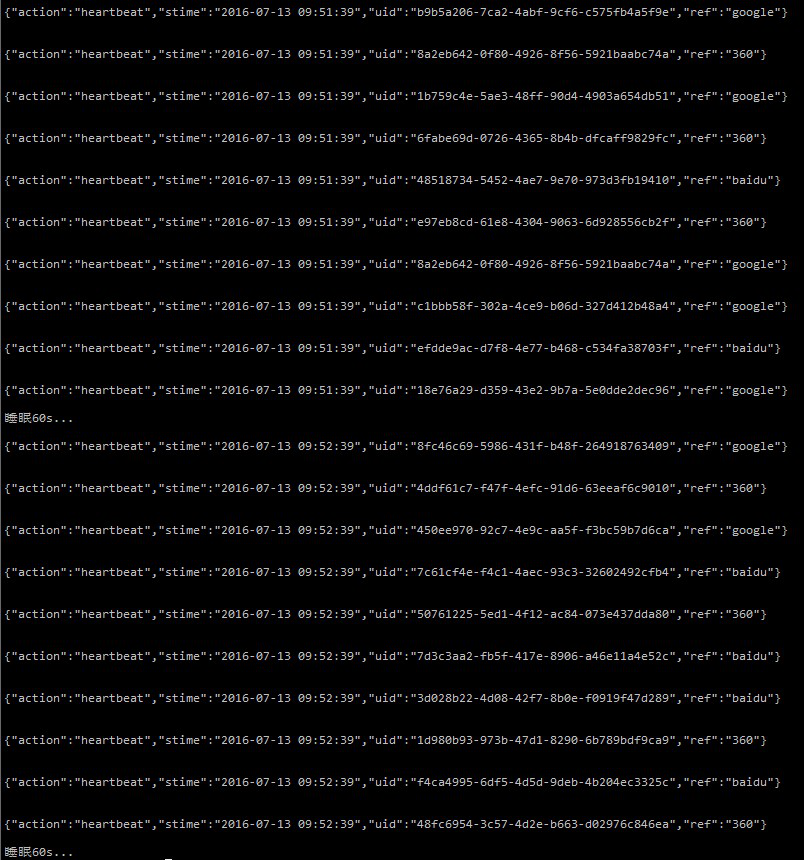 {"action":"heartbeat","stime":"2016-07-13 09:51:39","uid":"b9b5a206-7ca2-4abf-9cf6-c575fb4a5f9e","ref":"google"}
{"action":"heartbeat","stime":"2016-07-13 09:51:39","uid":"8a2eb642-0f80-4926-8f56-5921baabc74a","ref":"360"}
{"action":"heartbeat","stime":"2016-07-13 09:51:39","uid":"1b759c4e-5ae3-48ff-90d4-4903a654db51","ref":"google"}
{"action":"heartbeat","stime":"2016-07-13 09:51:39","uid":"6fabe69d-0726-4365-8b4b-dfcaff9829fc","ref":"360"}
{"action":"heartbeat","stime":"2016-07-13 09:51:39","uid":"48518734-5452-4ae7-9e70-973d3fb19410","ref":"baidu"}
{"action":"heartbeat","stime":"2016-07-13 09:51:39","uid":"e97eb8cd-61e8-4304-9063-6d928556cb2f","ref":"360"}
{"action":"heartbeat","stime":"2016-07-13 09:51:39","uid":"8a2eb642-0f80-4926-8f56-5921baabc74a","ref":"google"}
{"action":"heartbeat","stime":"2016-07-13 09:51:39","uid":"c1bbb58f-302a-4ce9-b06d-327d412b48a4","ref":"google"}
{"action":"heartbeat","stime":"2016-07-13 09:51:39","uid":"efdde9ac-d7f8-4e77-b468-c534fa38703f","ref":"baidu"}
{"action":"heartbeat","stime":"2016-07-13 09:51:39","uid":"18e76a29-d359-43e2-9b7a-5e0dde2dec96","ref":"google"}
睡眠60s...
{"action":"heartbeat","stime":"2016-07-13 09:52:39","uid":"8fc46c69-5986-431f-b48f-264918763409","ref":"google"}
{"action":"heartbeat","stime":"2016-07-13 09:52:39","uid":"4ddf61c7-f47f-4efc-91d6-63eeaf6c9010","ref":"360"}
{"action":"heartbeat","stime":"2016-07-13 09:52:39","uid":"450ee970-92c7-4e9c-aa5f-f3bc59b7d6ca","ref":"google"}
{"action":"heartbeat","stime":"2016-07-13 09:52:39","uid":"7c61cf4e-f4c1-4aec-93c3-32602492cfb4","ref":"baidu"}
{"action":"heartbeat","stime":"2016-07-13 09:52:39","uid":"50761225-5ed1-4f12-ac84-073e437dda80","ref":"360"}
{"action":"heartbeat","stime":"2016-07-13 09:52:39","uid":"7d3c3aa2-fb5f-417e-8906-a46e11a4e52c","ref":"baidu"}
{"action":"heartbeat","stime":"2016-07-13 09:52:39","uid":"3d028b22-4d08-42f7-8b0e-f0919f47d289","ref":"baidu"}
{"action":"heartbeat","stime":"2016-07-13 09:52:39","uid":"1d980b93-973b-47d1-8290-6b789bdf9ca9","ref":"360"}
{"action":"heartbeat","stime":"2016-07-13 09:52:39","uid":"f4ca4995-6df5-4d5d-9deb-4b204ec3325c","ref":"baidu"}
{"action":"heartbeat","stime":"2016-07-13 09:52:39","uid":"48fc6954-3c57-4d2e-b663-d02976c846ea","ref":"360"}
睡眠60s...